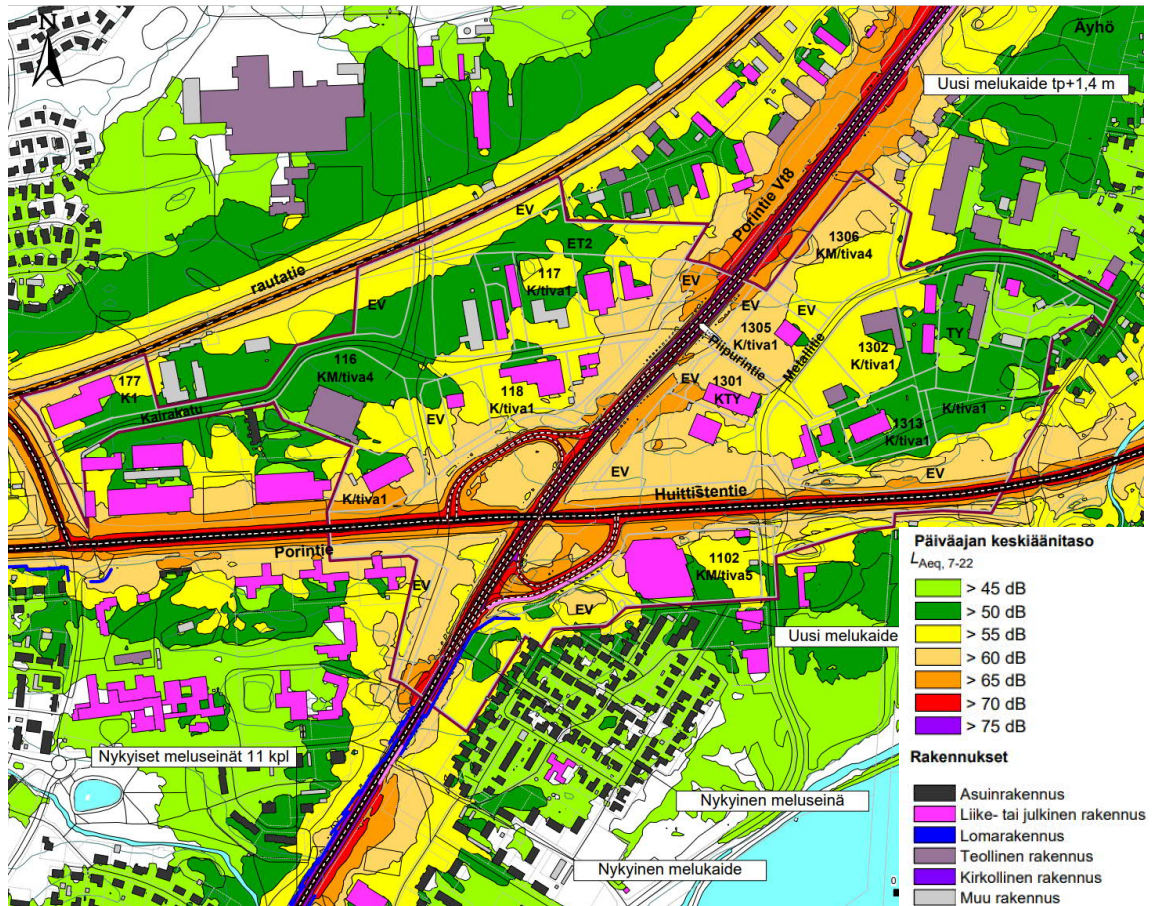 N
Äyhö
Uusi melukaide tp+1,4 m
Porintie Vt8
rautatie
EV
ET2
EV
117
K/tiva1
EV
1306
KM/tiva4
EV
EV
1305
K/tiva1
Piipurintie
Metallitie
1302
K/tiva1
TY
116
KM/tiva4
177
K1
Kairakatu
118
K/tiva1
EV
EV
1301
KTY
K/tiva1
1313
K/tiva1
K/tiva1
EV
EV
Huittistentie
Porintie
EV
1102
KM/tiva5
EV
Uusi melukaide
Nykyiset meluseinät 11 kpl
Nykyinen meluseinä
Nykyinen melukaide
Päiväajan keskiäänitaso
LAeq, 7-22
> 45 dB
> 50 dB
> 55 dB
> 60 dB
> 65 dB
> 70 dB
> 75 dB
Rakennukset
Asuinrakennus
Liike- tai julkinen rakennus
Lomarakennus
Teollinen rakennus
Kirkollinen rakennus
Muu rakennus
0